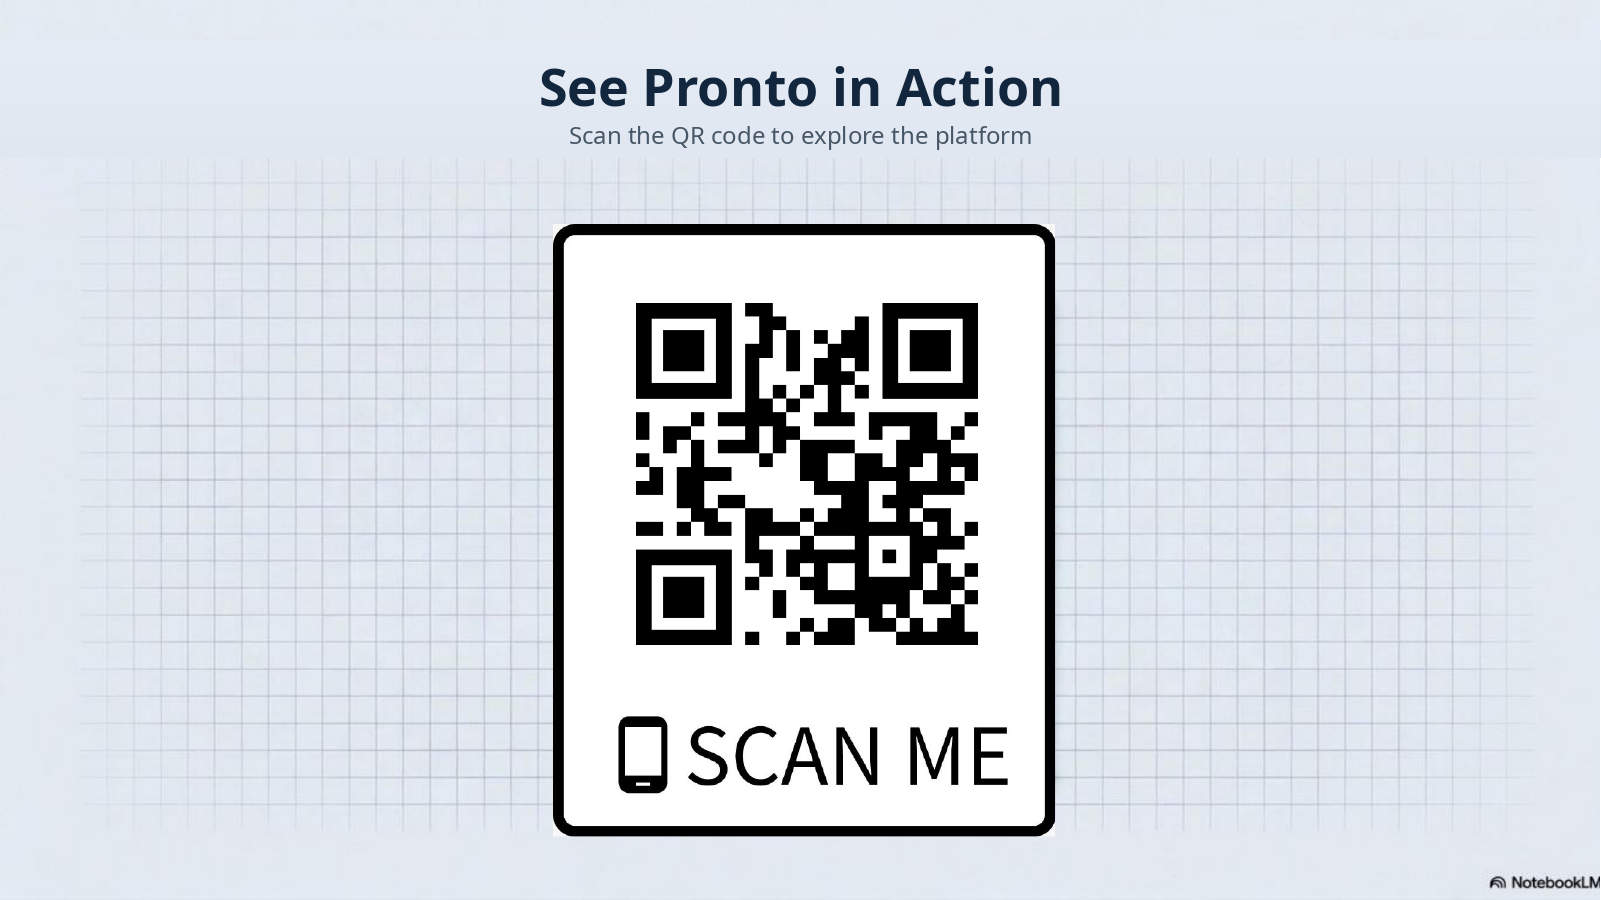 See Pronto in Action
Scan the QR code to explore the platform
SCAN ME
NotebookLM